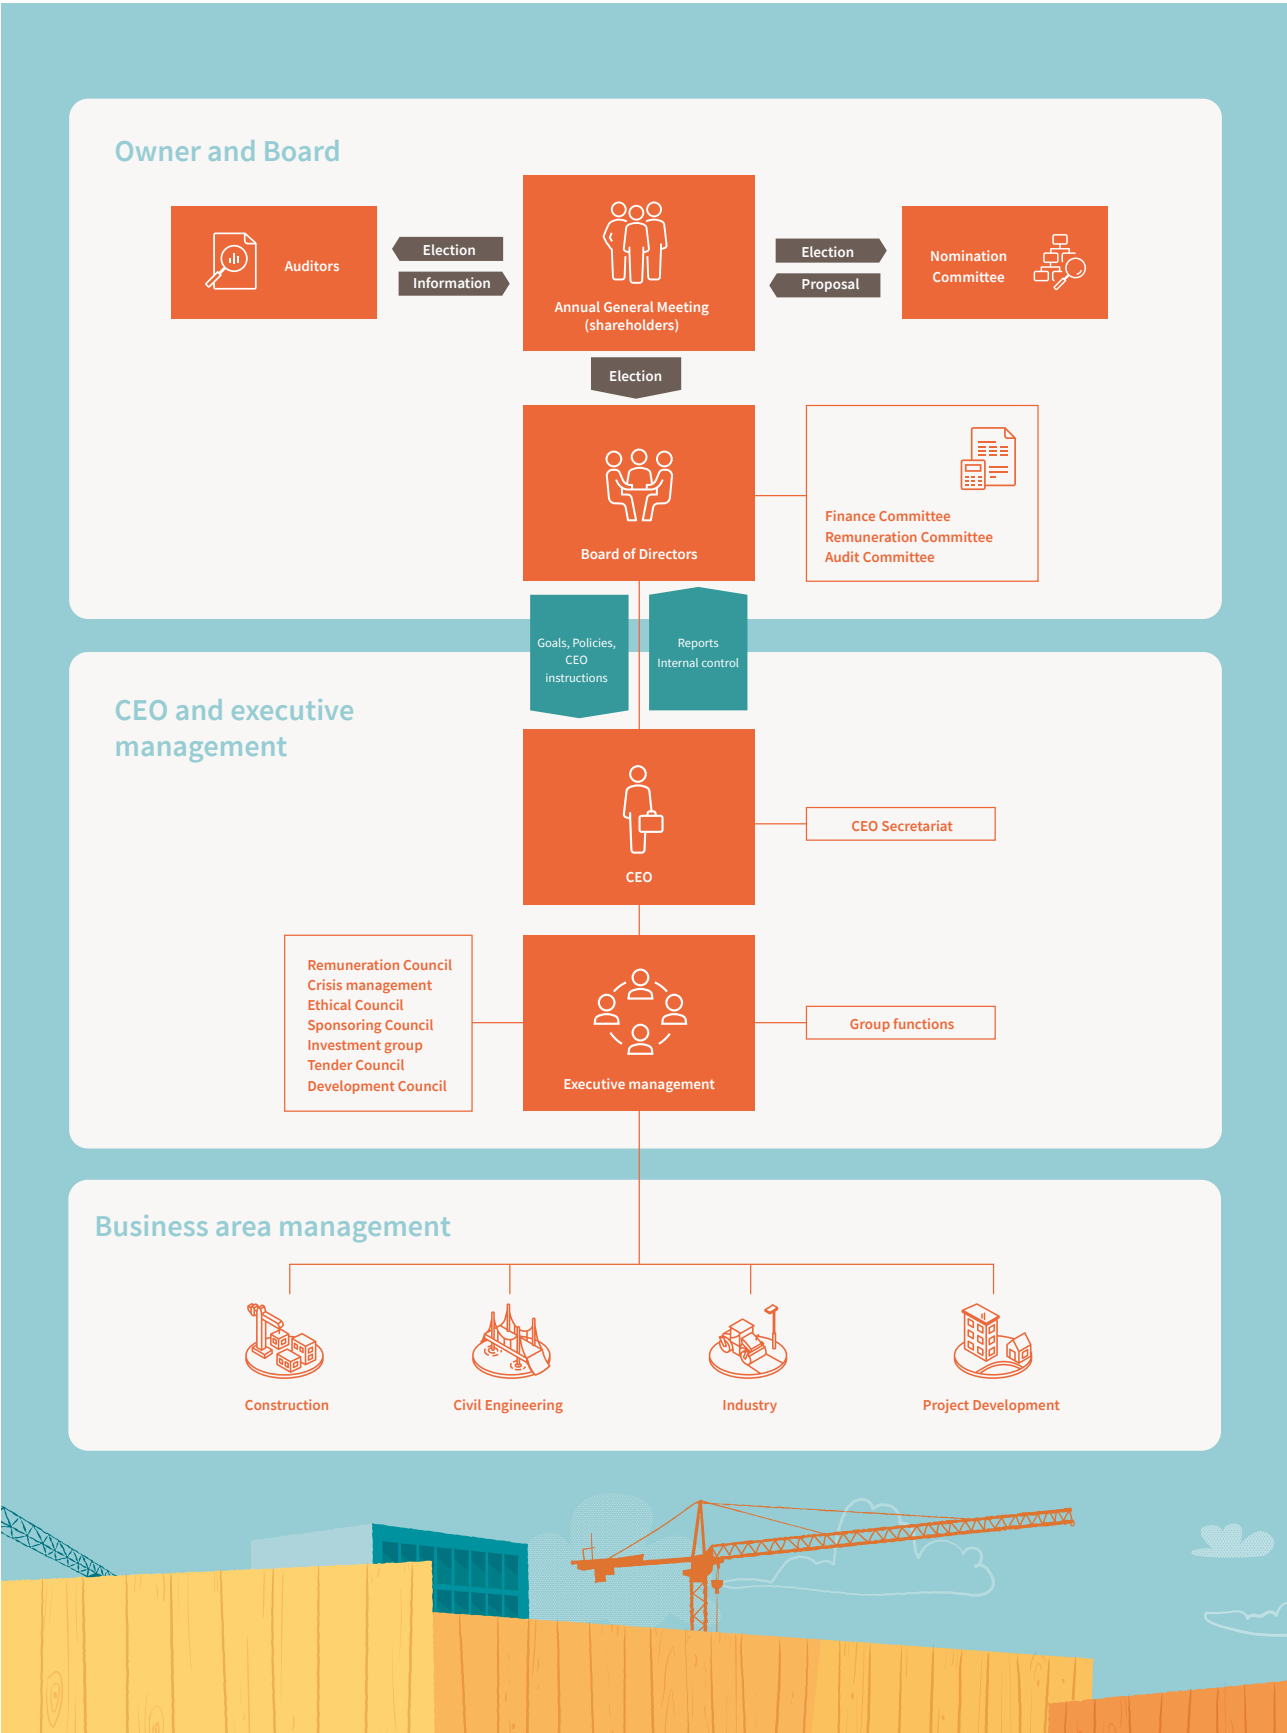 Owner and Board
Auditors
Election
Information
Annual General Meeting
(shareholders)
Election
Proposal
Nomination
Committee
Election
Board of Directors
Finance Committee
Remuneration Committee
Audit Committee
Goals, Policies,
CEO
instructions
Reports
Internal control
CEO and executive
management
CEO
CEO Secretariat
Remuneration Council
Crisis management
Ethical Council
Sponsoring Council
Investment group
Tender Council
Development Council
Executive management
Group functions
Business area management
Construction
Civil Engineering
Industry
Project Development